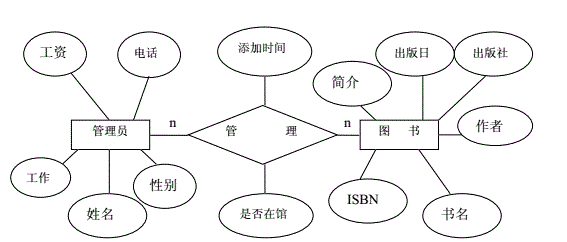 工资
电话
添加时间
出版日
出版社
简介
管理员
n
管 理
n
图 书
作者
工作
性别
姓名
是否在馆
ISBN
书名